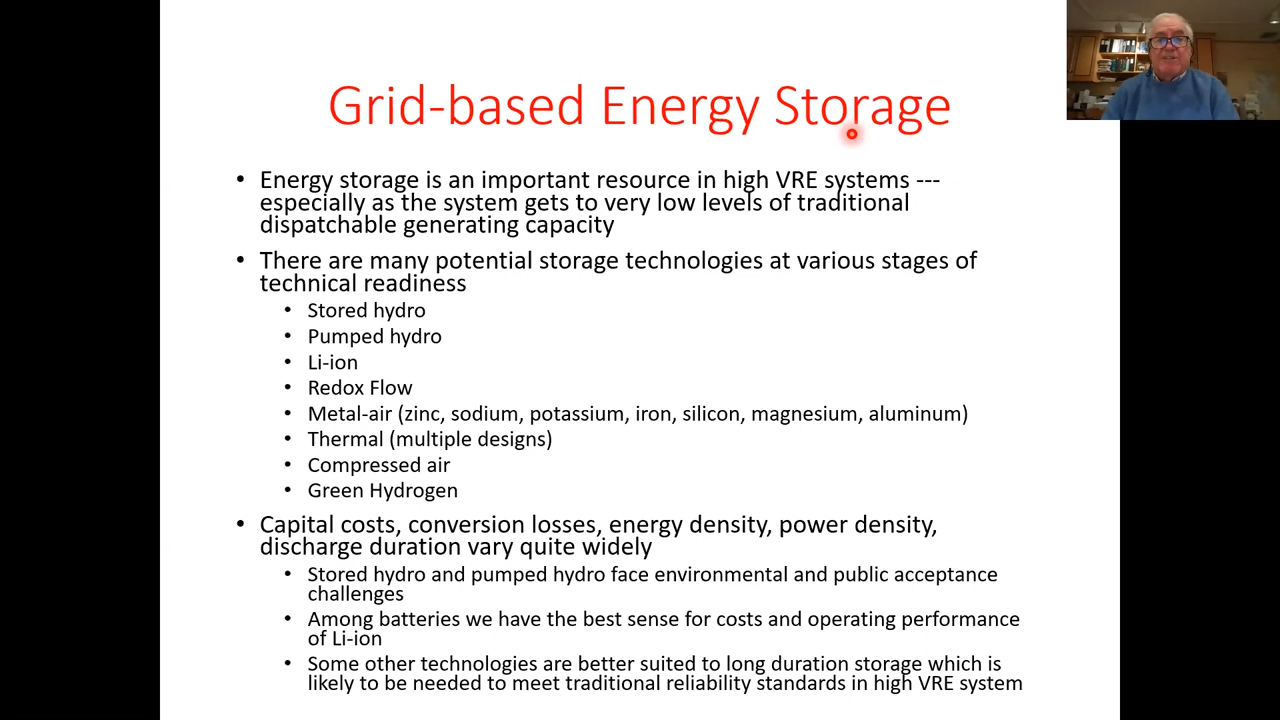 Grid-based Energy Storage
• Energy storage is an important resource in high VRE systems ---
especially as the system gets to very low levels of traditional
dispatchable generating capacity
• There are many potential storage technologies at various stages of
technical readiness
• Stored hydro
• Pumped hydro
• Li-ion
• Redox Flow
• Metal-air (zinc, sodium, potassium, iron, silicon, magnesium, aluminum)
• Thermal (multiple designs)
• Compressed air
• Green Hydrogen
• Capital costs, conversion losses, energy density, power density,
discharge duration vary quite widely
• Stored hydro and pumped hydro face environmental and public acceptance
challenges
• Among batteries we have the best sense for costs and operating performance
of Li-ion
• Some other technologies are better suited to long duration storage which is
likely to be needed to meet traditional reliability standards in high VRE system